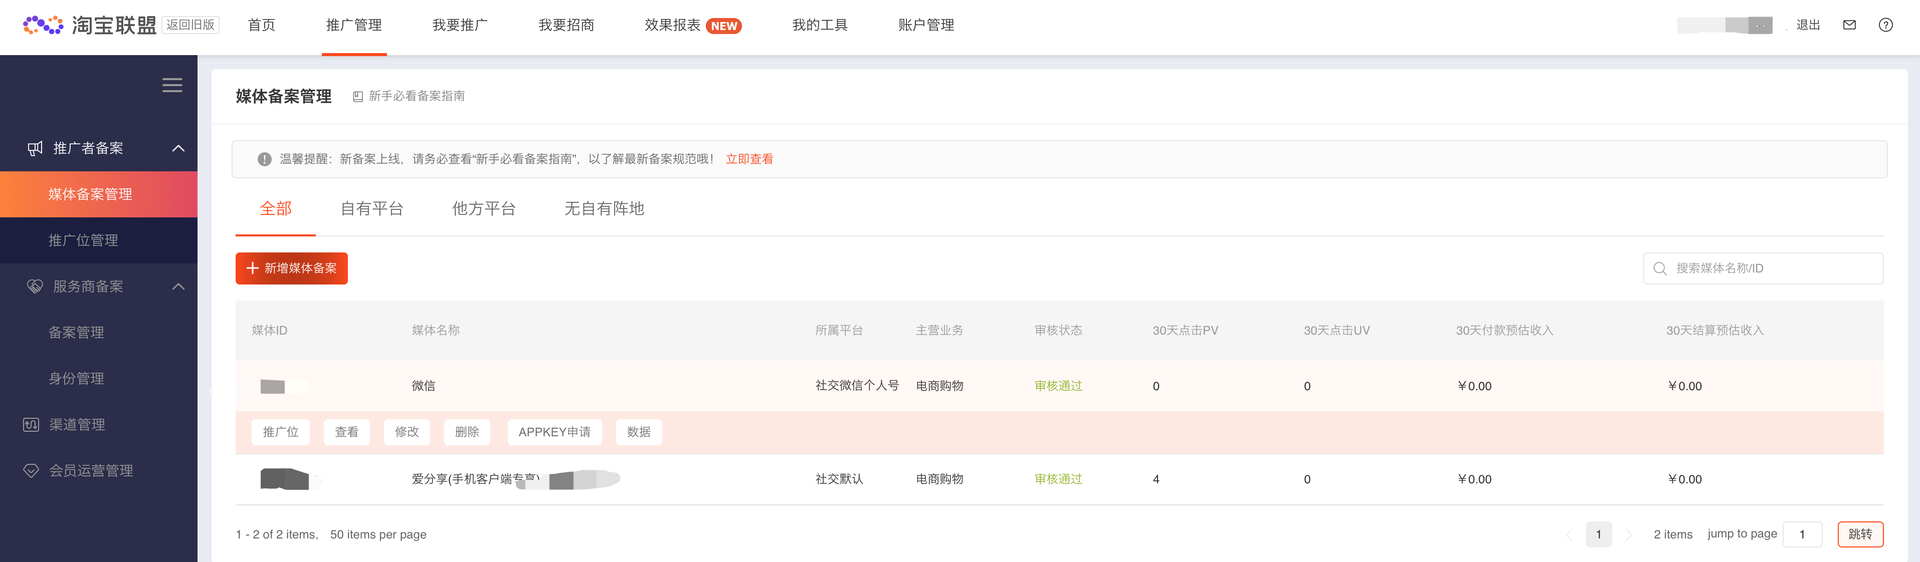 淘宝联盟 返回旧版 首页 推广管理 我要推广 我要招商 效果报表 NEW 我的工具 账户管理 退出
媒体备案管理 新手必看备案指南
推广者备案
温馨提醒：新备案上线，请务必查看“新手必看备案指南”，以了解最新备案规范哦！ 立即查看
媒体备案管理
全部 自有平台 他方平台 无自有阵地
推广位管理
新增媒体备案 搜索媒体名称/ID
服务商备案
备案管理
媒体ID 媒体名称 所属平台 主营业务 审核状态 30天点击PV 30天点击UV 30天付款预估收入 30天结算预估收入
身份管理
微信 社交微信个人号 电商购物 审核通过 0 0 ¥0.00 ¥0.00
渠道管理
推广位 查看 修改 删除 APPKEY申请 数据
会员运营管理
爱分享(手机客户端专享) 社交默认 电商购物 审核通过 4 0 ¥0.00 ¥0.00
1 - 2 of 2 items, 50 items per page 1 2 items jump to page 1 跳转